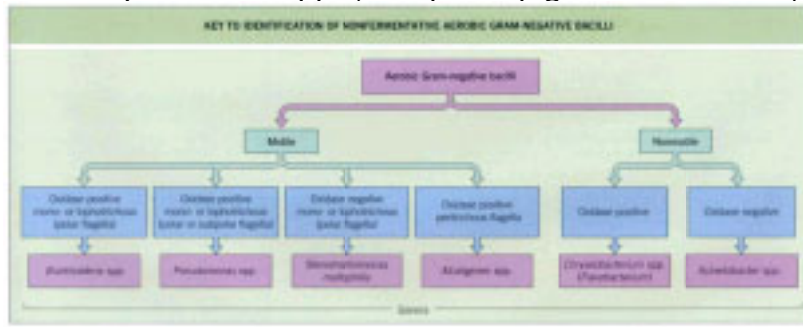 KEY TO IDENTIFICATION OF NONFERMENTATIVE AEROBIC GRAM-NEGATIVE BACILLI
Aerobic Gram-negative bacilli
Motile
Nonmotile
Oxidase positive
mono- or lophotrichous
(polar flagella)
Oxidase positive
mono- or lophotrichous
(polar or subpolar flagella)
Oxidase negative
mono- or lophotrichous
(polar flagella)
Oxidase positive
peritrichous flagella
Oxidase positive
Oxidase negative
spp.
Pseudomonas spp.
Stenotrophomonas
maltophilia
Alcaligenes spp.
Chryseobacterium spp.
(Flavobacterium)
Acinetobacter spp.
Genera